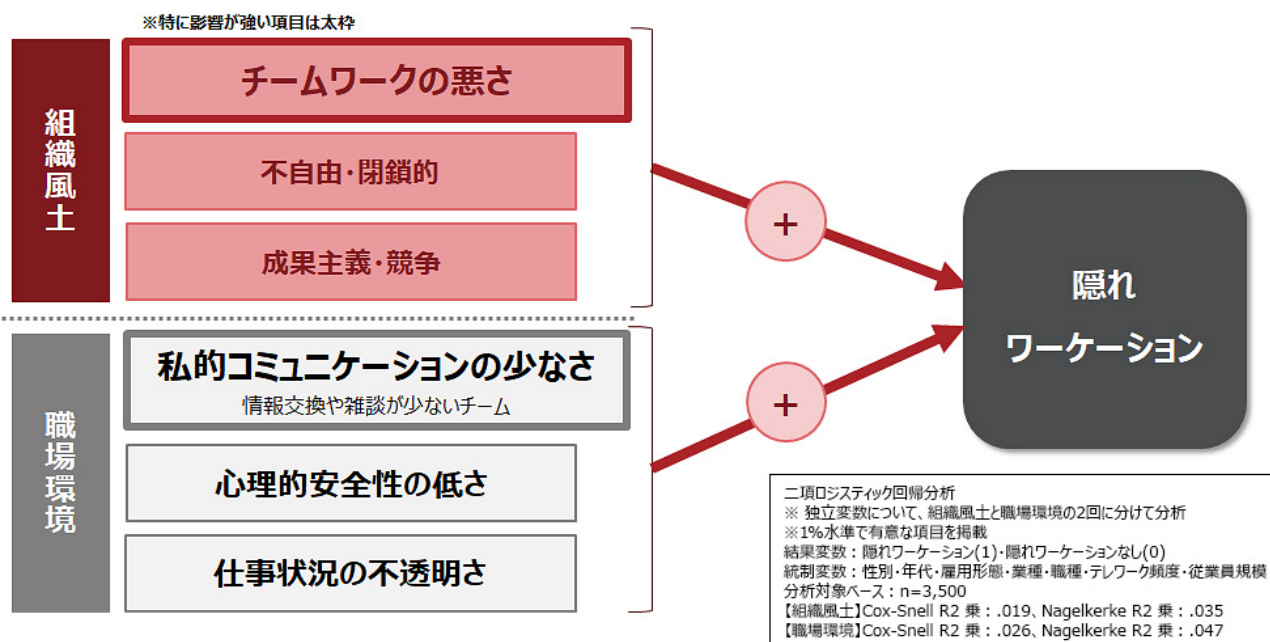 ※特に影響が強い項目は太枠
組織風土
チームワークの悪さ
不自由・閉鎖的
成果主義・競争
職場環境
私的コミュニケーションの少なさ
情報交換や雑談が少ないチーム
心理的安全性の低さ
仕事状況の不透明さ
+
+
隠れ
ワーケーション
二項ロジスティック回帰分析
※ 独立変数について、組織風土と職場環境の2回に分けて分析
※1%水準で有意な項目を掲載
結果変数：隠れワーケーション(1)・隠れワーケーションなし(0)
統制変数：性別・年代・雇用形態・業種・職種・テレワーク頻度・従業員規模
分析対象ベース：n=3,500
【組織風土】Cox-Snell R2 乗：.019、Nagelkerke R2 乗：.035
【職場環境】Cox-Snell R2 乗：.026、Nagelkerke R2 乗：.047